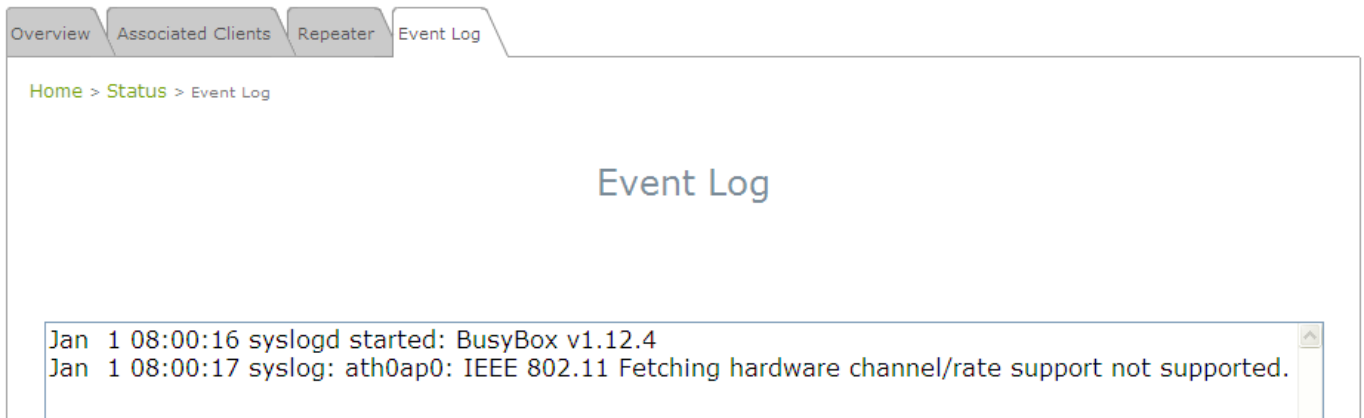 Overview Associated Clients Repeater Event Log
Home > Status > Event Log
Event Log
Jan  1 08:00:16 syslogd started: BusyBox v1.12.4
Jan  1 08:00:17 syslog: ath0ap0: IEEE 802.11 Fetching hardware channel/rate support not supported.